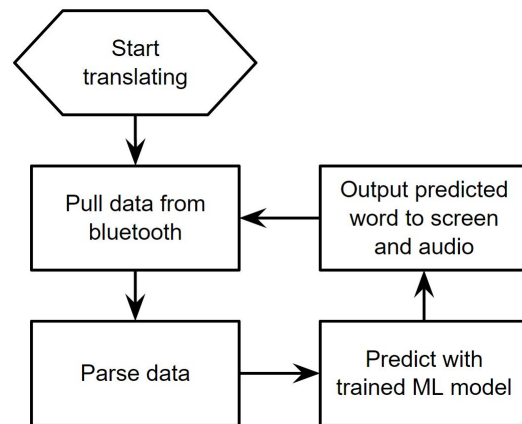 Start
translating
Pull data from
bluetooth
Parse data
Predict with
trained ML model
Output predicted
word to screen
and audio